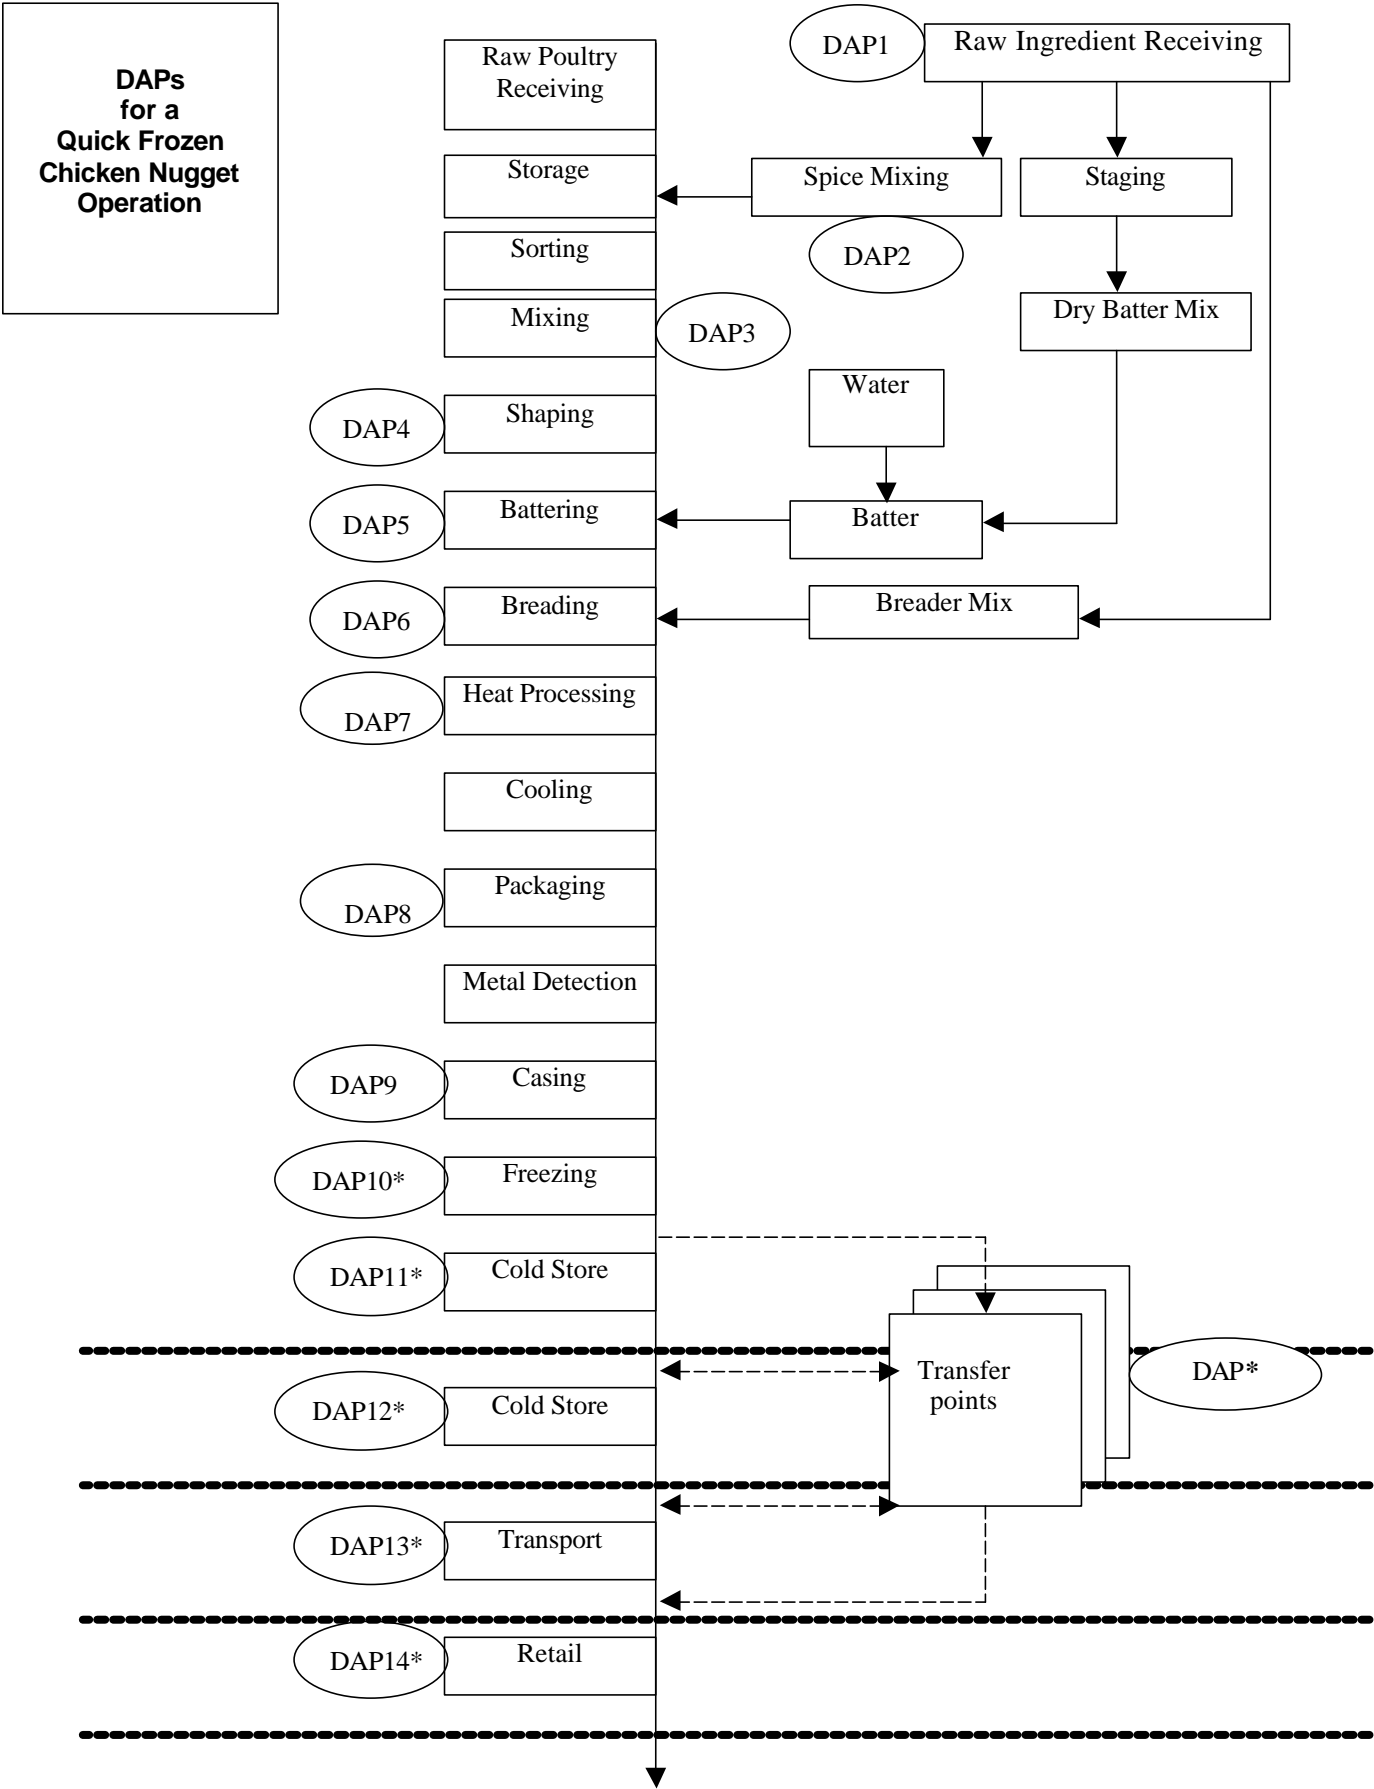 DAPs
for a
Quick Frozen
Chicken Nugget
Operation
DAP1
Raw Ingredient Receiving
Raw Poultry
Receiving
Storage
Spice Mixing
Staging
DAP2
Sorting
Mixing
DAP3
Dry Batter Mix
Water
DAP4
Shaping
DAP5
Battering
Batter
DAP6
Breading
Breader Mix
DAP7
Heat Processing
Cooling
DAP8
Packaging
Metal Detection
DAP9
Casing
DAP10*
Freezing
DAP11*
Cold Store
Transfer
points
DAP*
DAP12*
Cold Store
DAP13*
Transport
DAP14*
Retail